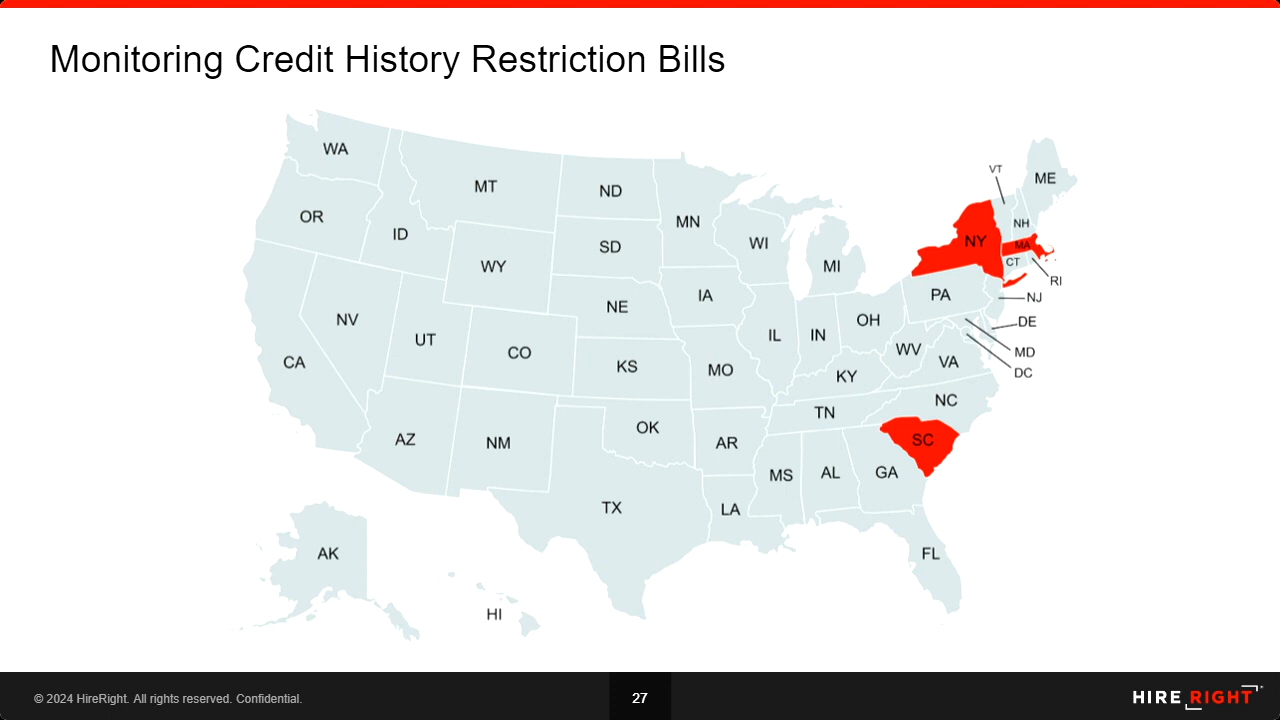 Monitoring Credit History Restriction Bills
WA
MT
ND
MN
VT
ME
OR
ID
SD
WI
NY
NH
MA
WY
MI
CT
RI
NV
NE
IA
PA
NJ
UT
CO
IL
IN
OH
DE
CA
KS
MO
WV
VA
MD
DC
KY
AZ
NM
OK
AR
TN
NC
SC
TX
LA
MS
AL
GA
AK
HI
FL
© 2024 HireRight. All rights reserved. Confidential.
27
HIRE RIGHT